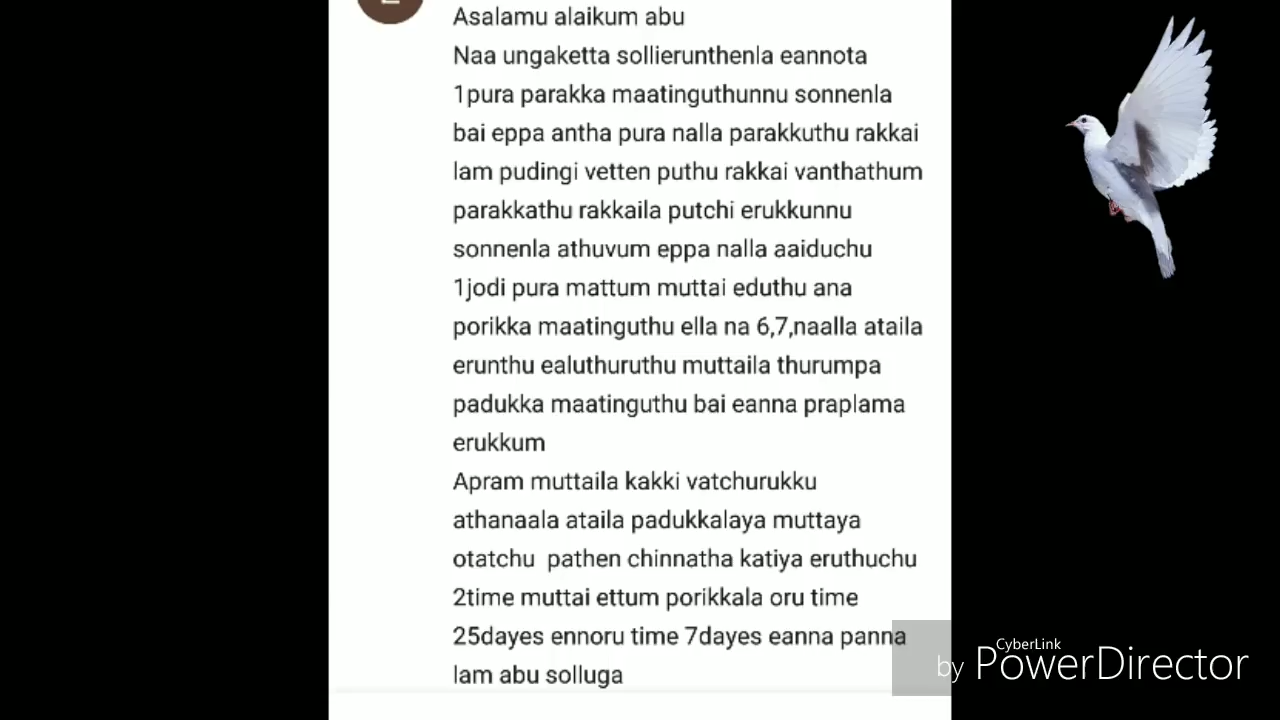 Asalamu alaikum abu
Naa ungaketta sollierunthenla eannota
1pura parakka maatinguthunnu sonnenla
bai eppa antha pura nalla parakkuthu rakkai
lam pudingi vetten puthu rakkai vanthathum
parakkathu rakkaila putchi erukkunnu
sonnenla athuvum eppa nalla aaiduchu
1jodi pura mattum muttai eduthu ana
porikka maatinguthu ella na 6,7,naalla ataila
erunthu ealuthuruthu muttaila thurumpa
padukka maatinguthu bai eanna praplama
erukkum
Apram muttaila kakki vatchurukku
athanaala ataila padukkalaya muttaya
otatchu  pathen chinnatha katiya eruthuchu
2time muttai ettum porikkala oru time
25dayes ennoru time 7dayes eanna panna
lam abu solluga
CyberLink
by PowerDirector